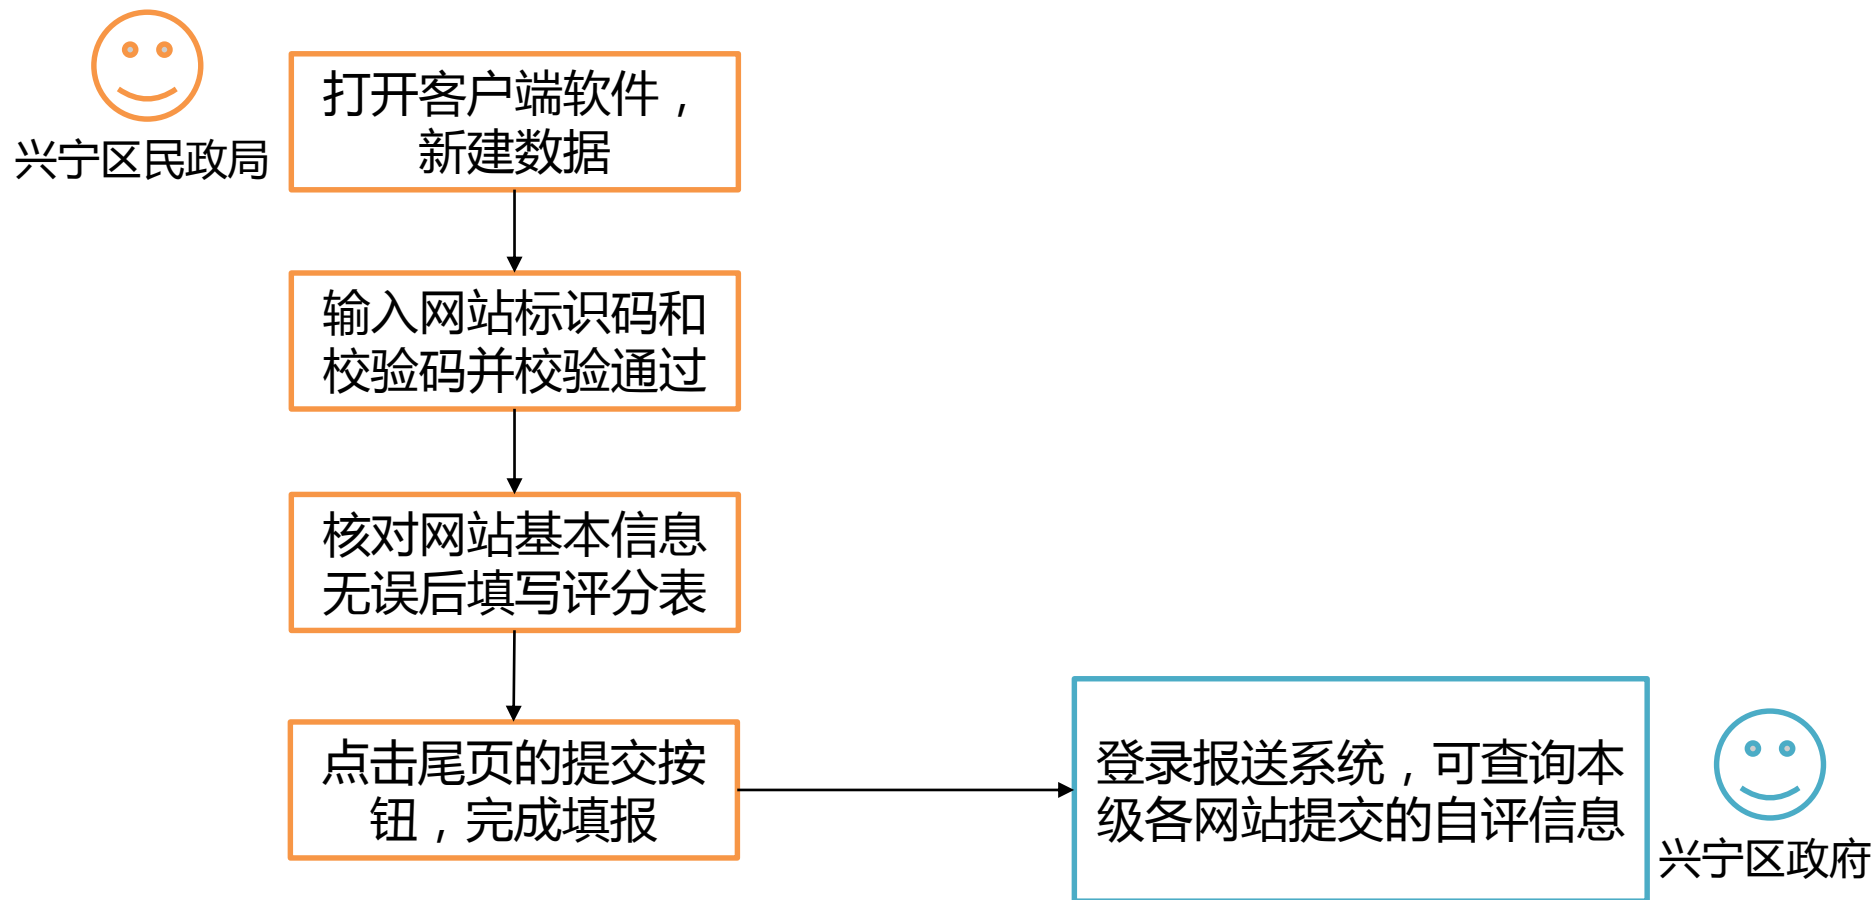 兴宁区民政局
打开客户端软件，
新建数据
输入网站标识码和
校验码并校验通过
核对网站基本信息
无误后填写评分表
点击尾页的提交按
钮，完成填报
登录报送系统，可查询本
级各网站提交的自评信息
兴宁区政府